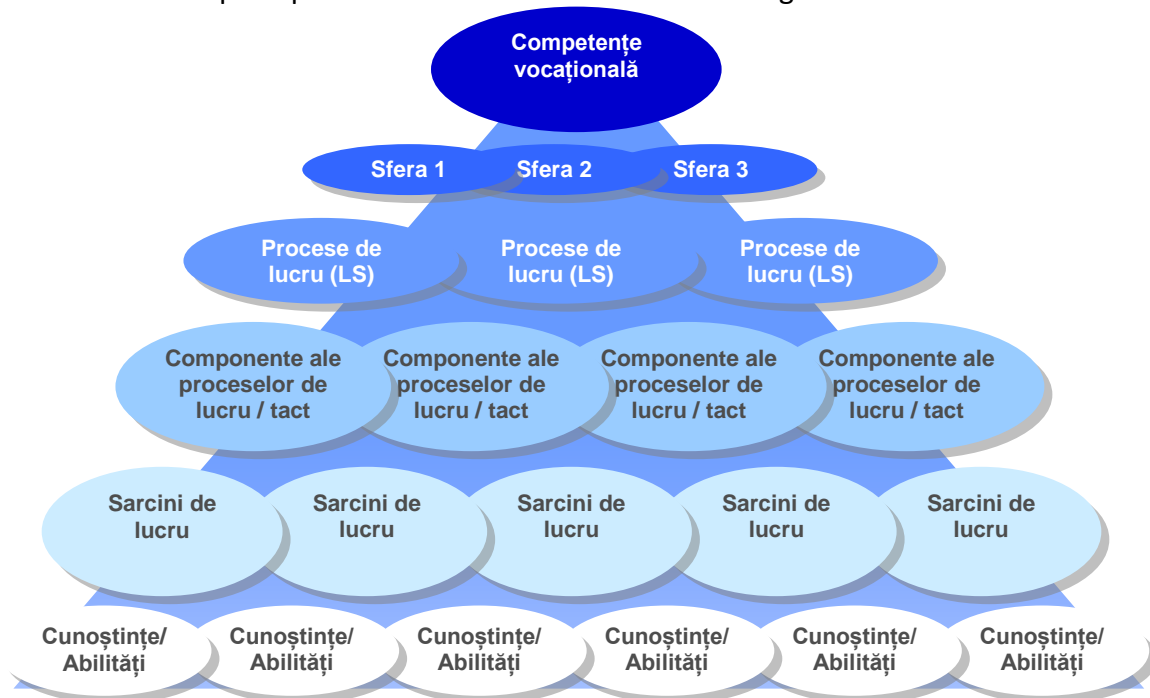 Competențe
vocațională
Sfera 1 Sfera 2 Sfera 3
Procese de Procese de Procese de
lucru (LS) lucru (LS) lucru (LS)
Componente ale Componente ale Componente ale Componente ale
proceselor de proceselor de proceselor de proceselor de
lucru / tact lucru / tact lucru / tact lucru / tact
Sarcini de Sarcini de Sarcini de Sarcini de Sarcini de
lucru lucru lucru lucru lucru
Cunoștințe/ Cunoștințe/ Cunoștințe/ Cunoștințe/ Cunoștințe/ Cunoștințe/
Abilități Abilități Abilități Abilități Abilități Abilități